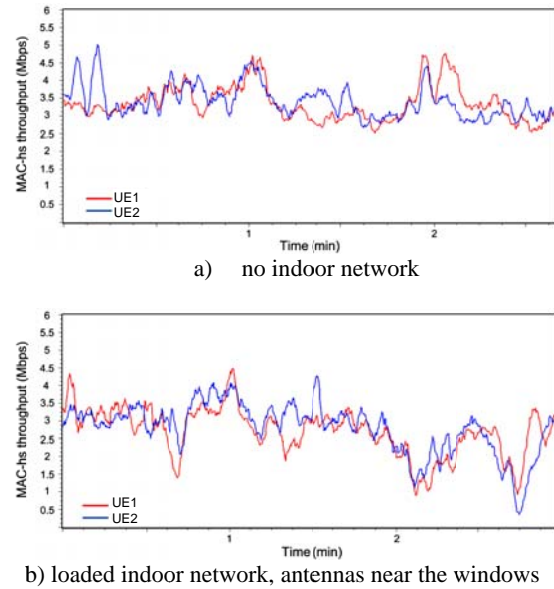 MAC-hs throughput (Mbps)
6
5.5
5
4.5
4
3.5
3
2.5
2
1.5
1
0.5
UE1
UE2
1
2
Time (min)
a) no indoor network
MAC-hs throughput (Mbps)
6
5.5
5
4.5
4
3.5
3
2.5
2
1.5
1
0.5
UE1
UE2
1
2
Time (min)
b) loaded indoor network, antennas near the windows